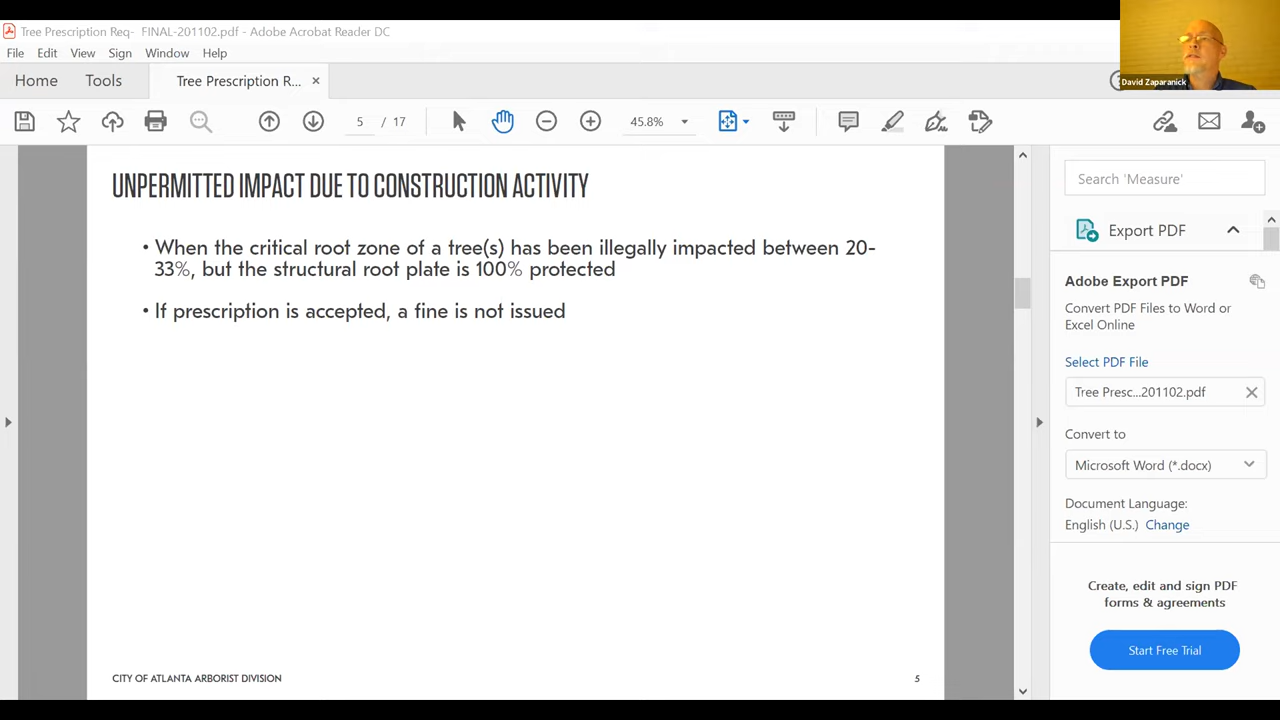 Tree Prescription Req- FINAL-201102.pdf - Adobe Acrobat Reader DC
File Edit View Sign Window Help
Home Tools Tree Prescription R... ×
5 / 17 45.8%
David Zaparanick
UNPERMITTED IMPACT DUE TO CONSTRUCTION ACTIVITY
• When the critical root zone of a tree(s) has been illegally impacted between 20-
33%, but the structural root plate is 100% protected
• If prescription is accepted, a fine is not issued
CITY OF ATLANTA ARBORIST DIVISION 5
Search 'Measure'
Export PDF
Adobe Export PDF
Convert PDF Files to Word or
Excel Online
Select PDF File
Tree Presc...201102.pdf
Convert to
Microsoft Word (*.docx)
Document Language:
English (U.S.) Change
Create, edit and sign PDF
forms & agreements
Start Free Trial